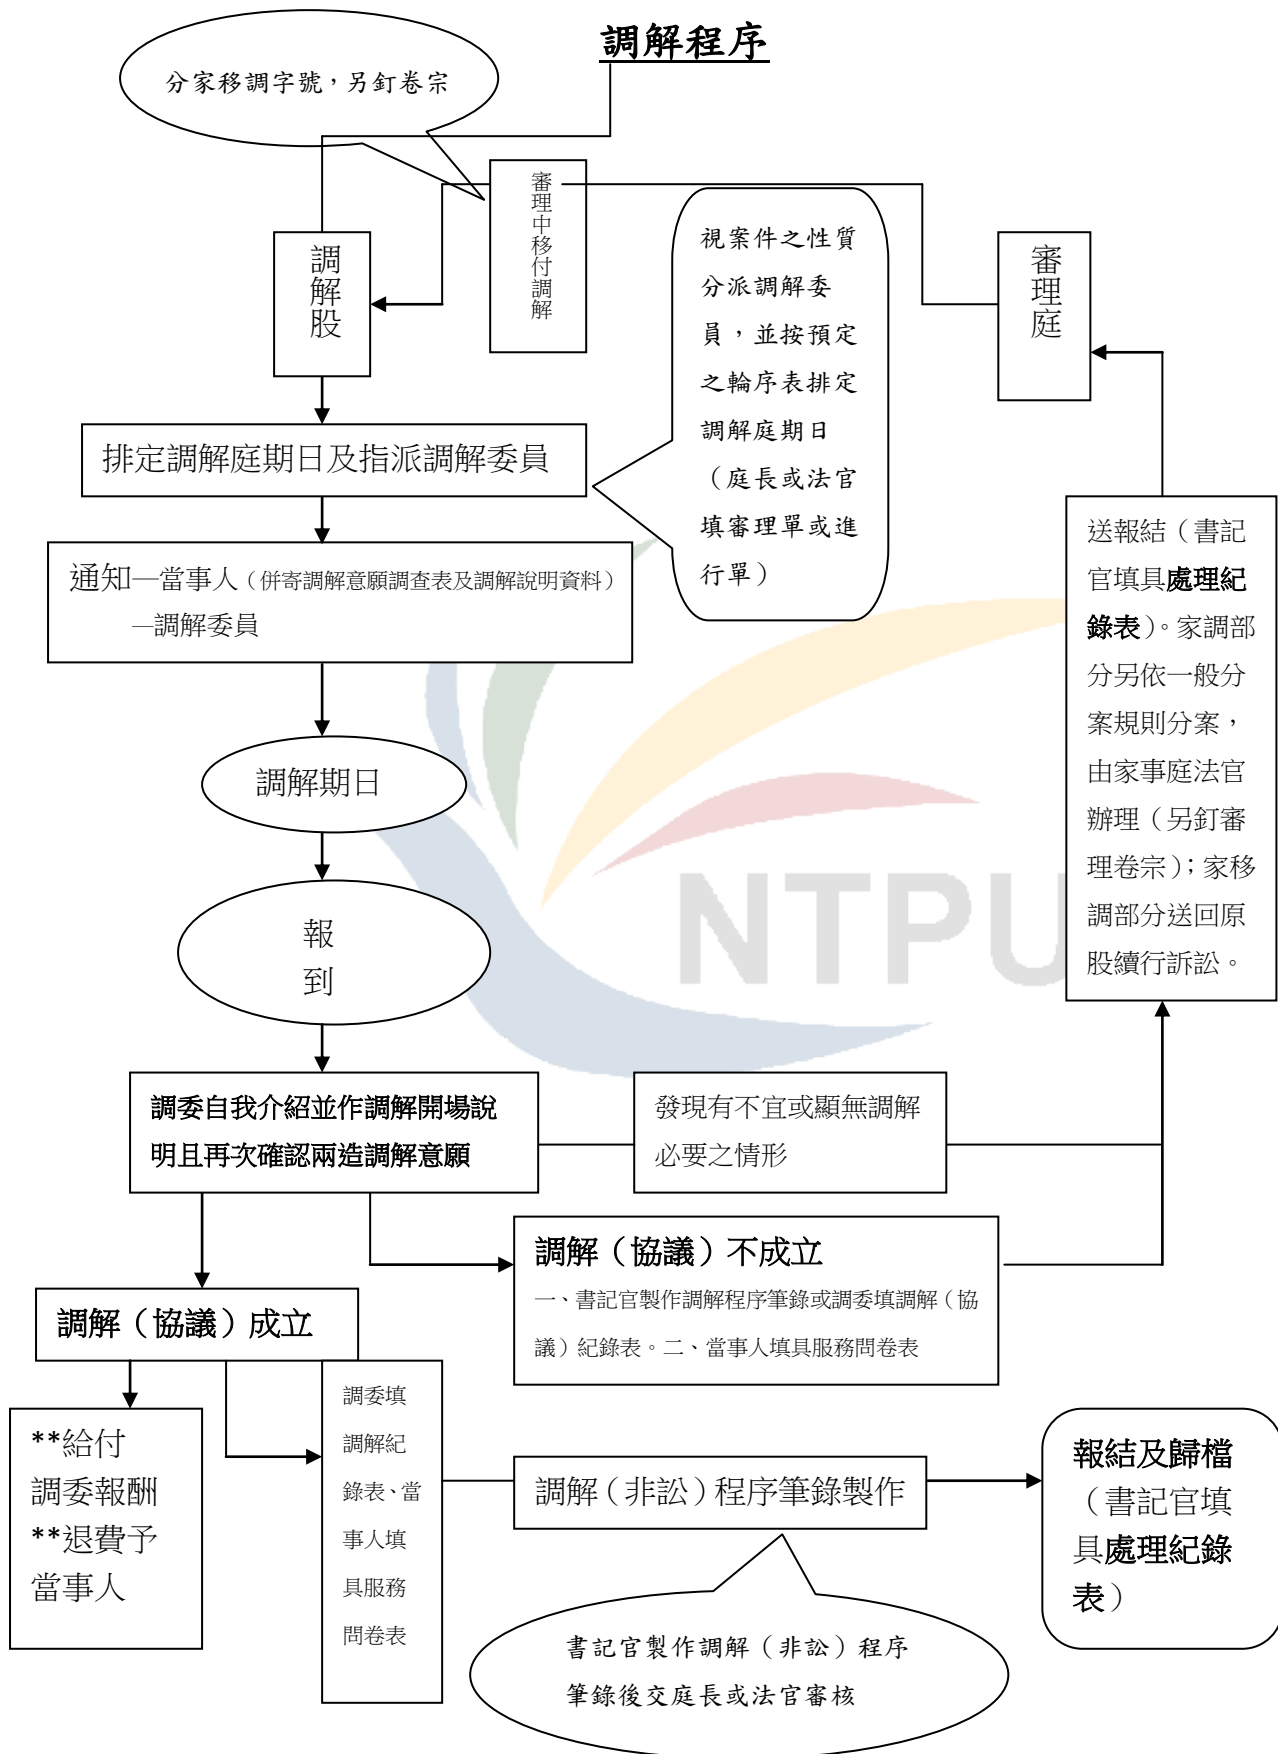 調解程序
分家移調字號，另釘卷宗
審理中移付調解
調解股
審理庭
視案件之性質
分派調解委
員，並按預定
之輪序表排定
調解庭期日
（庭長或法官
填審理單或進
行單）
排定調解庭期日及指派調解委員
通知—當事人（併寄調解意願調查表及調解說明資料）
—調解委員
送報結（書記
官填具處理紀
錄表）。家調部
分另依一般分
案規則分案，
由家事庭法官
辦理（另釘審
理卷宗）；家移
調部分送回原
股續行訴訟。
調解期日
NTPU
報
到
調委自我介紹並作調解開場說
明且再次確認兩造調解意願
發現有不宜或顯無調解
必要之情形
調解（協議）不成立
一、書記官製作調解程序筆錄或調委填調解（協
議）紀錄表。二、當事人填具服務問卷表
調解（協議）成立
**給付
調委報酬
**退費予
當事人
調委填
調解紀
錄表、當
事人填
具服務
問卷表
調解（非訟）程序筆錄製作
報結及歸檔
（書記官填
具處理紀錄
表）
書記官製作調解（非訟）程序
筆錄後交庭長或法官審核